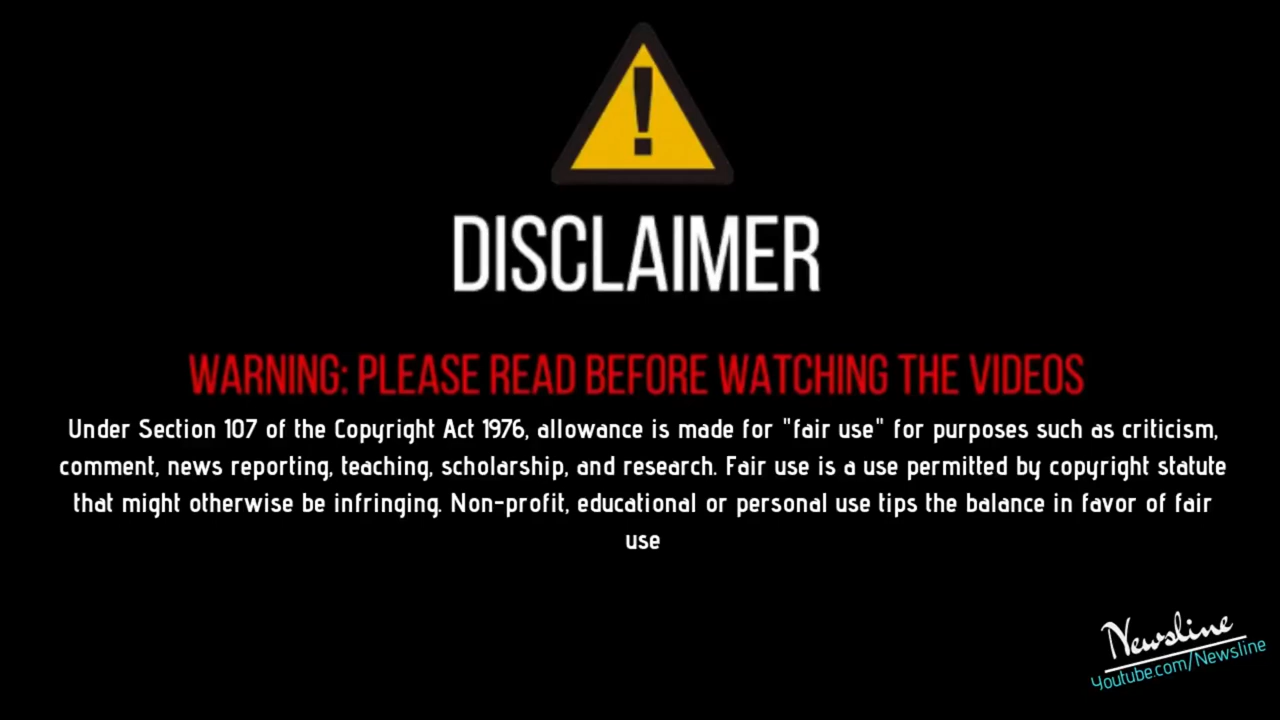 !
DISCLAIMER
WARNING: PLEASE READ BEFORE WATCHING THE VIDEOS
Under Section 107 of the Copyright Act 1976, allowance is made for "fair use" for purposes such as criticism,
comment, news reporting, teaching, scholarship, and research. Fair use is a use permitted by copyright statute
that might otherwise be infringing. Non-profit, educational or personal use tips the balance in favor of fair
use
Newsline
Youtube.com/Newsline